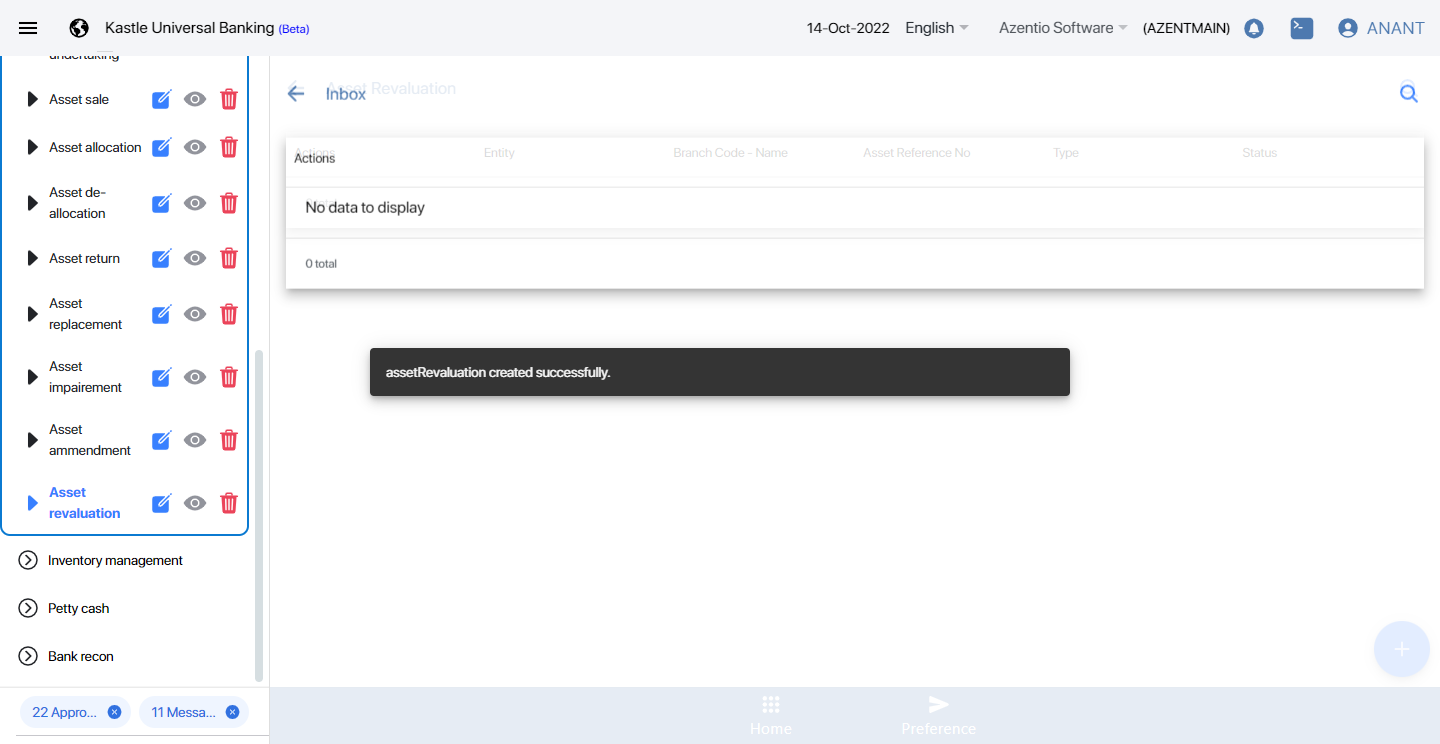 Kastle Universal Banking (Beta)
14-Oct-2022
English
Azentio Software
(AZENTMAIN)
ANANT
undertaking
Asset sale
Asset allocation
Asset de-
allocation
Asset return
Asset
replacement
Asset
impairement
Asset
ammendment
Asset
revaluation
Inventory management
Petty cash
Bank recon
22 Appro...
11 Messa...
Asset Revaluation
Inbox
Actions
Entity
Branch Code - Name
Asset Reference No
Type
Status
Actions
No data to display
0 total
assetRevaluation created successfully.
Home
Preference